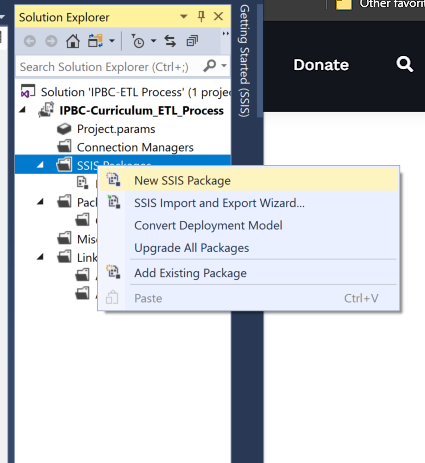 Other favorit
Solution Explorer
Search Solution Explorer (Ctrl+;)
Getting Started (SSIS)
Donate
Solution 'IPBC-ETL Process' (1 proje
IPBC-Curriculum_ETL_Process
Project.params
Connection Managers
SSIS Packages
New SSIS Package
SSIS Import and Export Wizard...
Pac
Convert Deployment Model
Misc
Upgrade All Packages
Link
Add Existing Package
Paste Ctrl+V